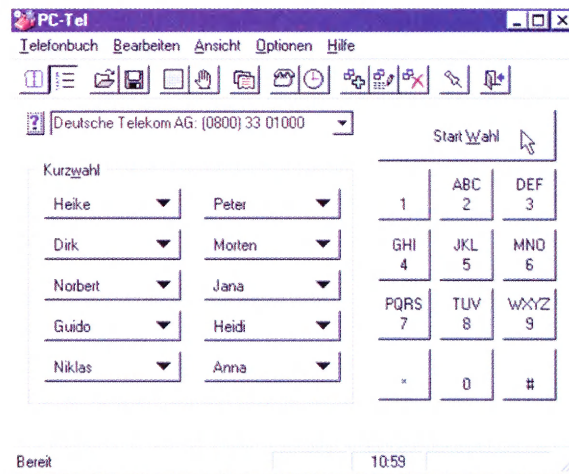 PC-Tel
Telefonbuch Bearbeiten Ansicht Optionen Hilfe
Deutsche Telekom AG: (0800) 33 01000
Start Wahl
Kurzwahl
Heike
Peter
Dirk
Morten
Norbert
Jana
Guido
Heidi
Niklas
Anna
1
ABC
2
DEF
3
GHI
4
JKL
5
MNO
6
PQRS
7
TUV
8
WXYZ
9
*
0
#
Bereit
10:59